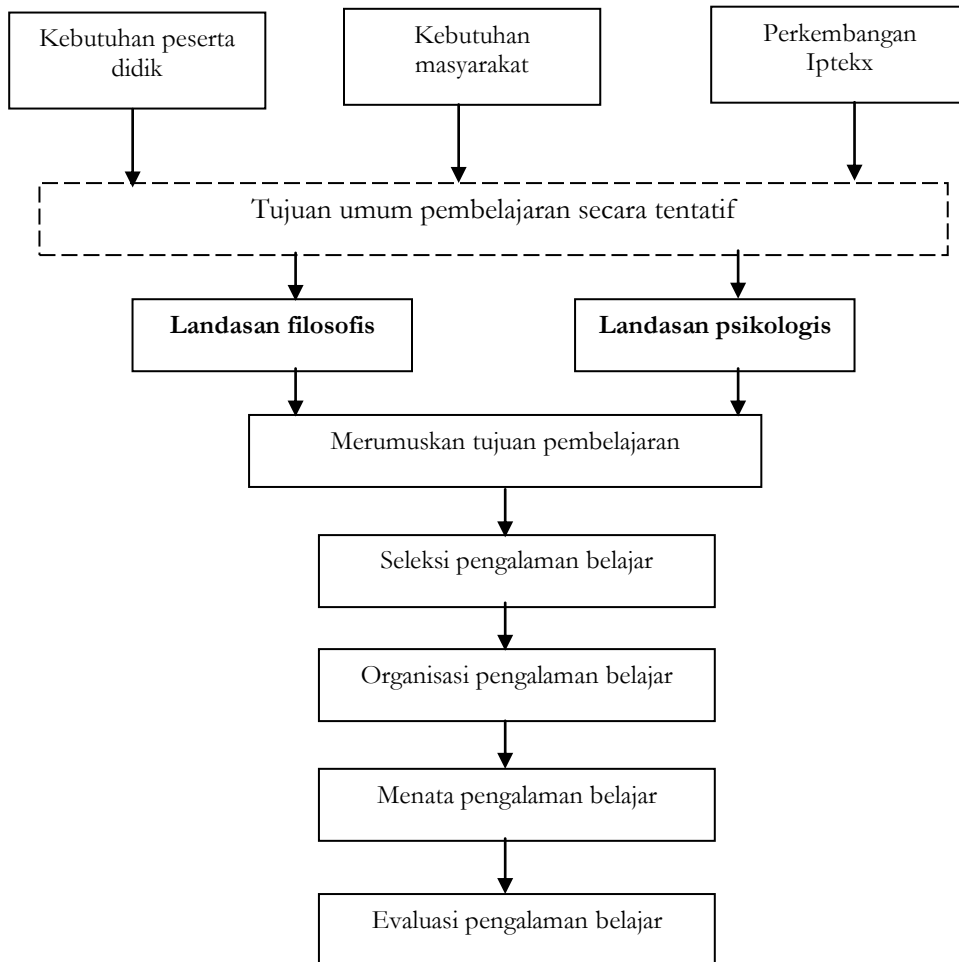 Kebutuhan peserta
didik
Kebutuhan
masyarakat
Perkembangan
Iptekx
Tujuan umum pembelajaran secara tentatif
Landasan filosofis
Landasan psikologis
Merumuskan tujuan pembelajaran
Seleksi pengalaman belajar
Organisasi pengalaman belajar
Menata pengalaman belajar
Evaluasi pengalaman belajar